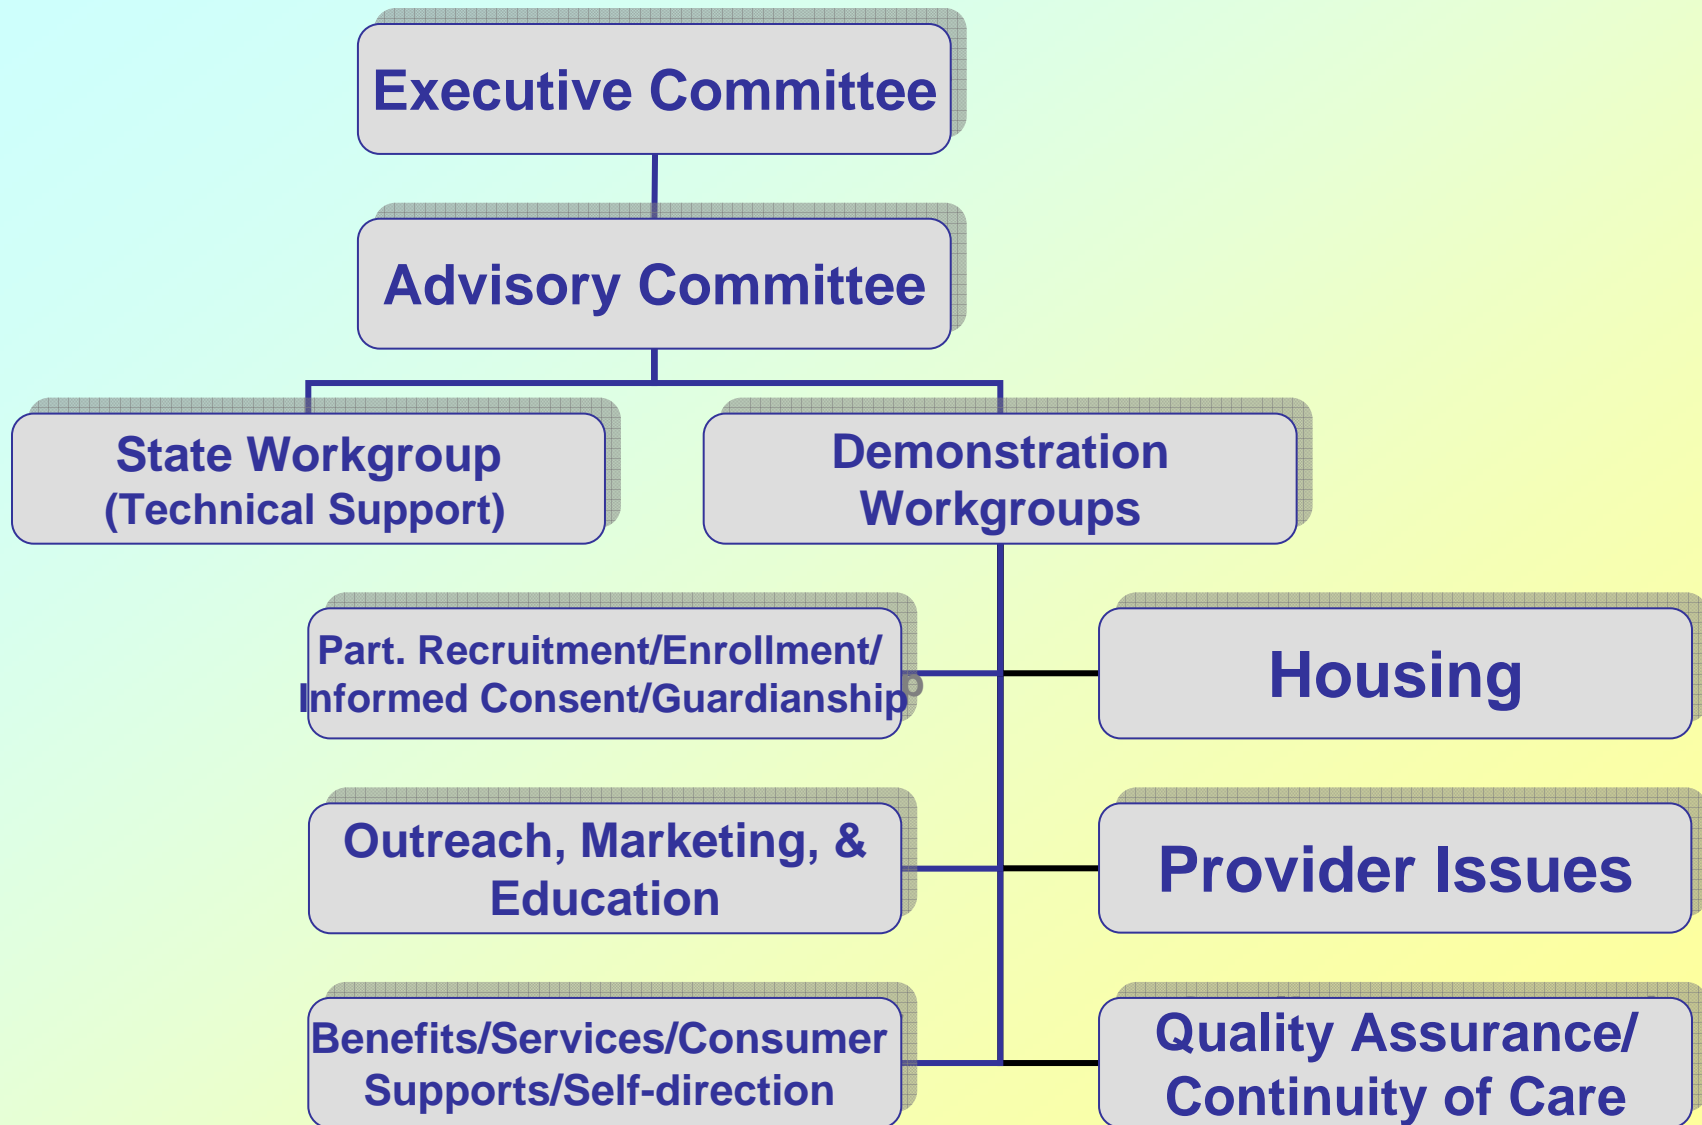 Executive Committee
Advisory Committee
State Workgroup
(Technical Support)
Demonstration
Workgroups
Part. Recruitment/Enrollment/
Informed Consent/Guardianship
Housing
Outreach, Marketing, &
Education
Provider Issues
Benefits/Services/Consumer
Supports/Self-direction
Quality Assurance/
Continuity of Care